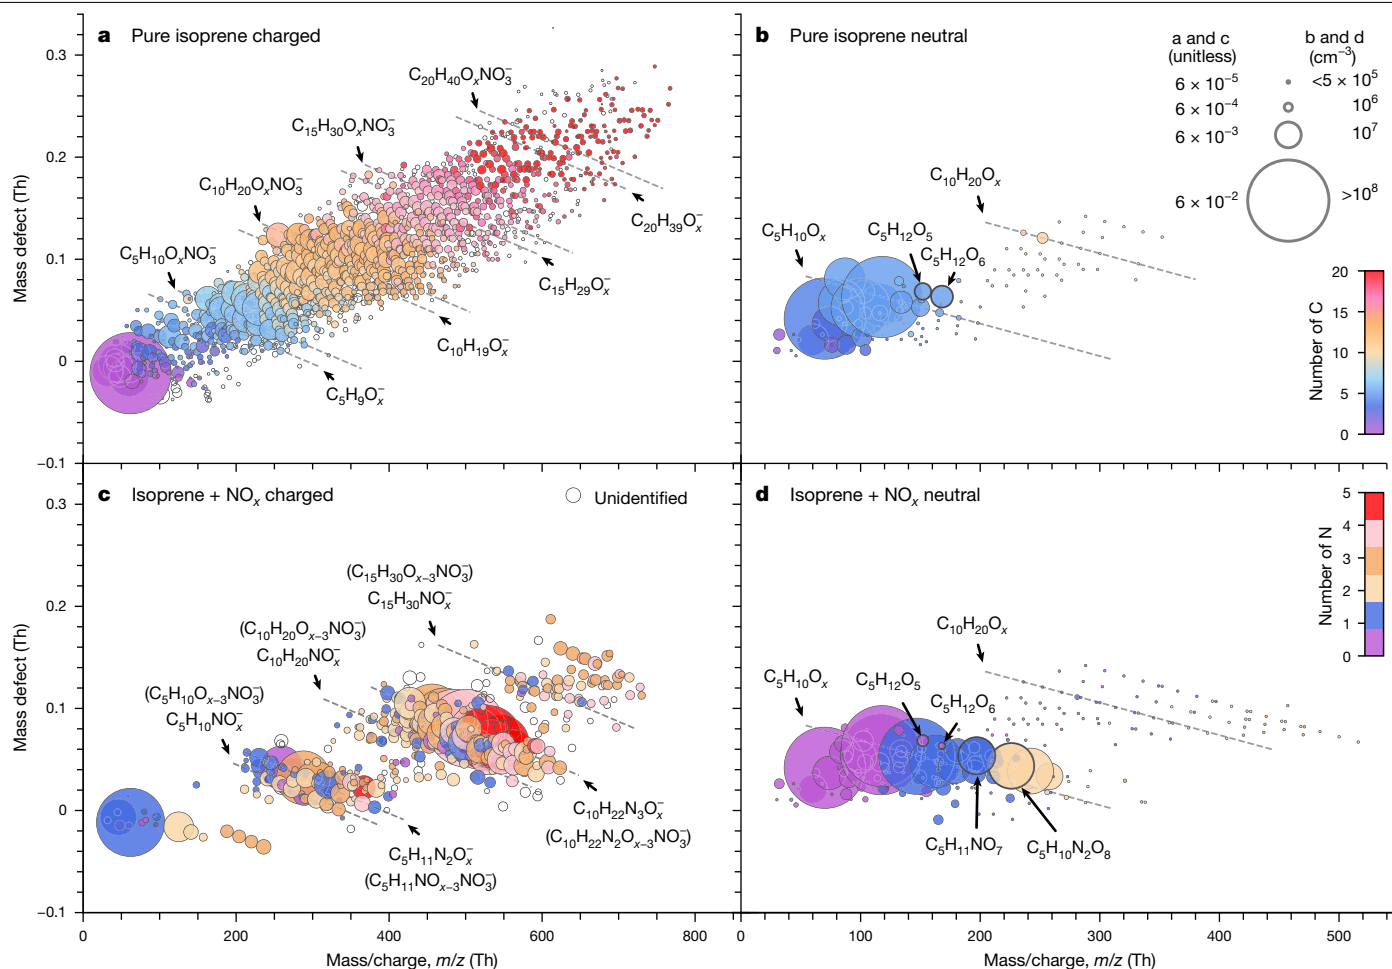 a Pure isoprene charged
C₂₀H₄₀OₓNO₃⁻
C₁₅H₃₀OₓNO₃⁻
C₁₀H₂₀OₓNO₃⁻
C₅H₁₀OₓNO₃⁻
C₂₀H₃₉Oₓ⁻
C₁₅H₂₉Oₓ⁻
C₁₀H₁₉Oₓ⁻
C₅H₉Oₓ⁻
Mass defect (Th)
0.3
0.2
0.1
0
−0.1
b Pure isoprene neutral
C₁₀H₂₀Oₓ
C₅H₁₀Oₓ
C₅H₁₂O₅
C₅H₁₂O₆
a and c b and d
(unitless) (cm⁻³)
6 × 10⁻⁵ <5 × 10⁵
6 × 10⁻⁴ 10⁶
6 × 10⁻³ 10⁷
6 × 10⁻² >10⁸
Number of C
20
15
10
5
0
c Isoprene + NOₓ charged
Unidentified
(C₁₅H₃₀Oₓ₋₃NO₃⁻)
C₁₅H₃₀NOₓ⁻
(C₁₀H₂₀Oₓ₋₃NO₃⁻)
C₁₀H₂₀NOₓ⁻
(C₅H₁₀Oₓ₋₃NO₃⁻)
C₅H₁₀NOₓ⁻
C₁₀H₂₂N₃Oₓ⁻
(C₁₀H₂₂N₂Oₓ₋₃NO₃⁻)
C₅H₁₁N₂Oₓ⁻
(C₅H₁₁NOₓ₋₃NO₃⁻)
Mass defect (Th)
0.3
0.2
0.1
0
−0.1
0 200 400 600 800
Mass/charge, m/z (Th)
d Isoprene + NOₓ neutral
C₁₀H₂₀Oₓ
C₅H₁₀Oₓ
C₅H₁₂O₅
C₅H₁₂O₆
C₅H₁₁NO₇
C₅H₁₀N₂O₈
Number of N
5
4
3
2
1
0
0 100 200 300 400 500
Mass/charge, m/z (Th)